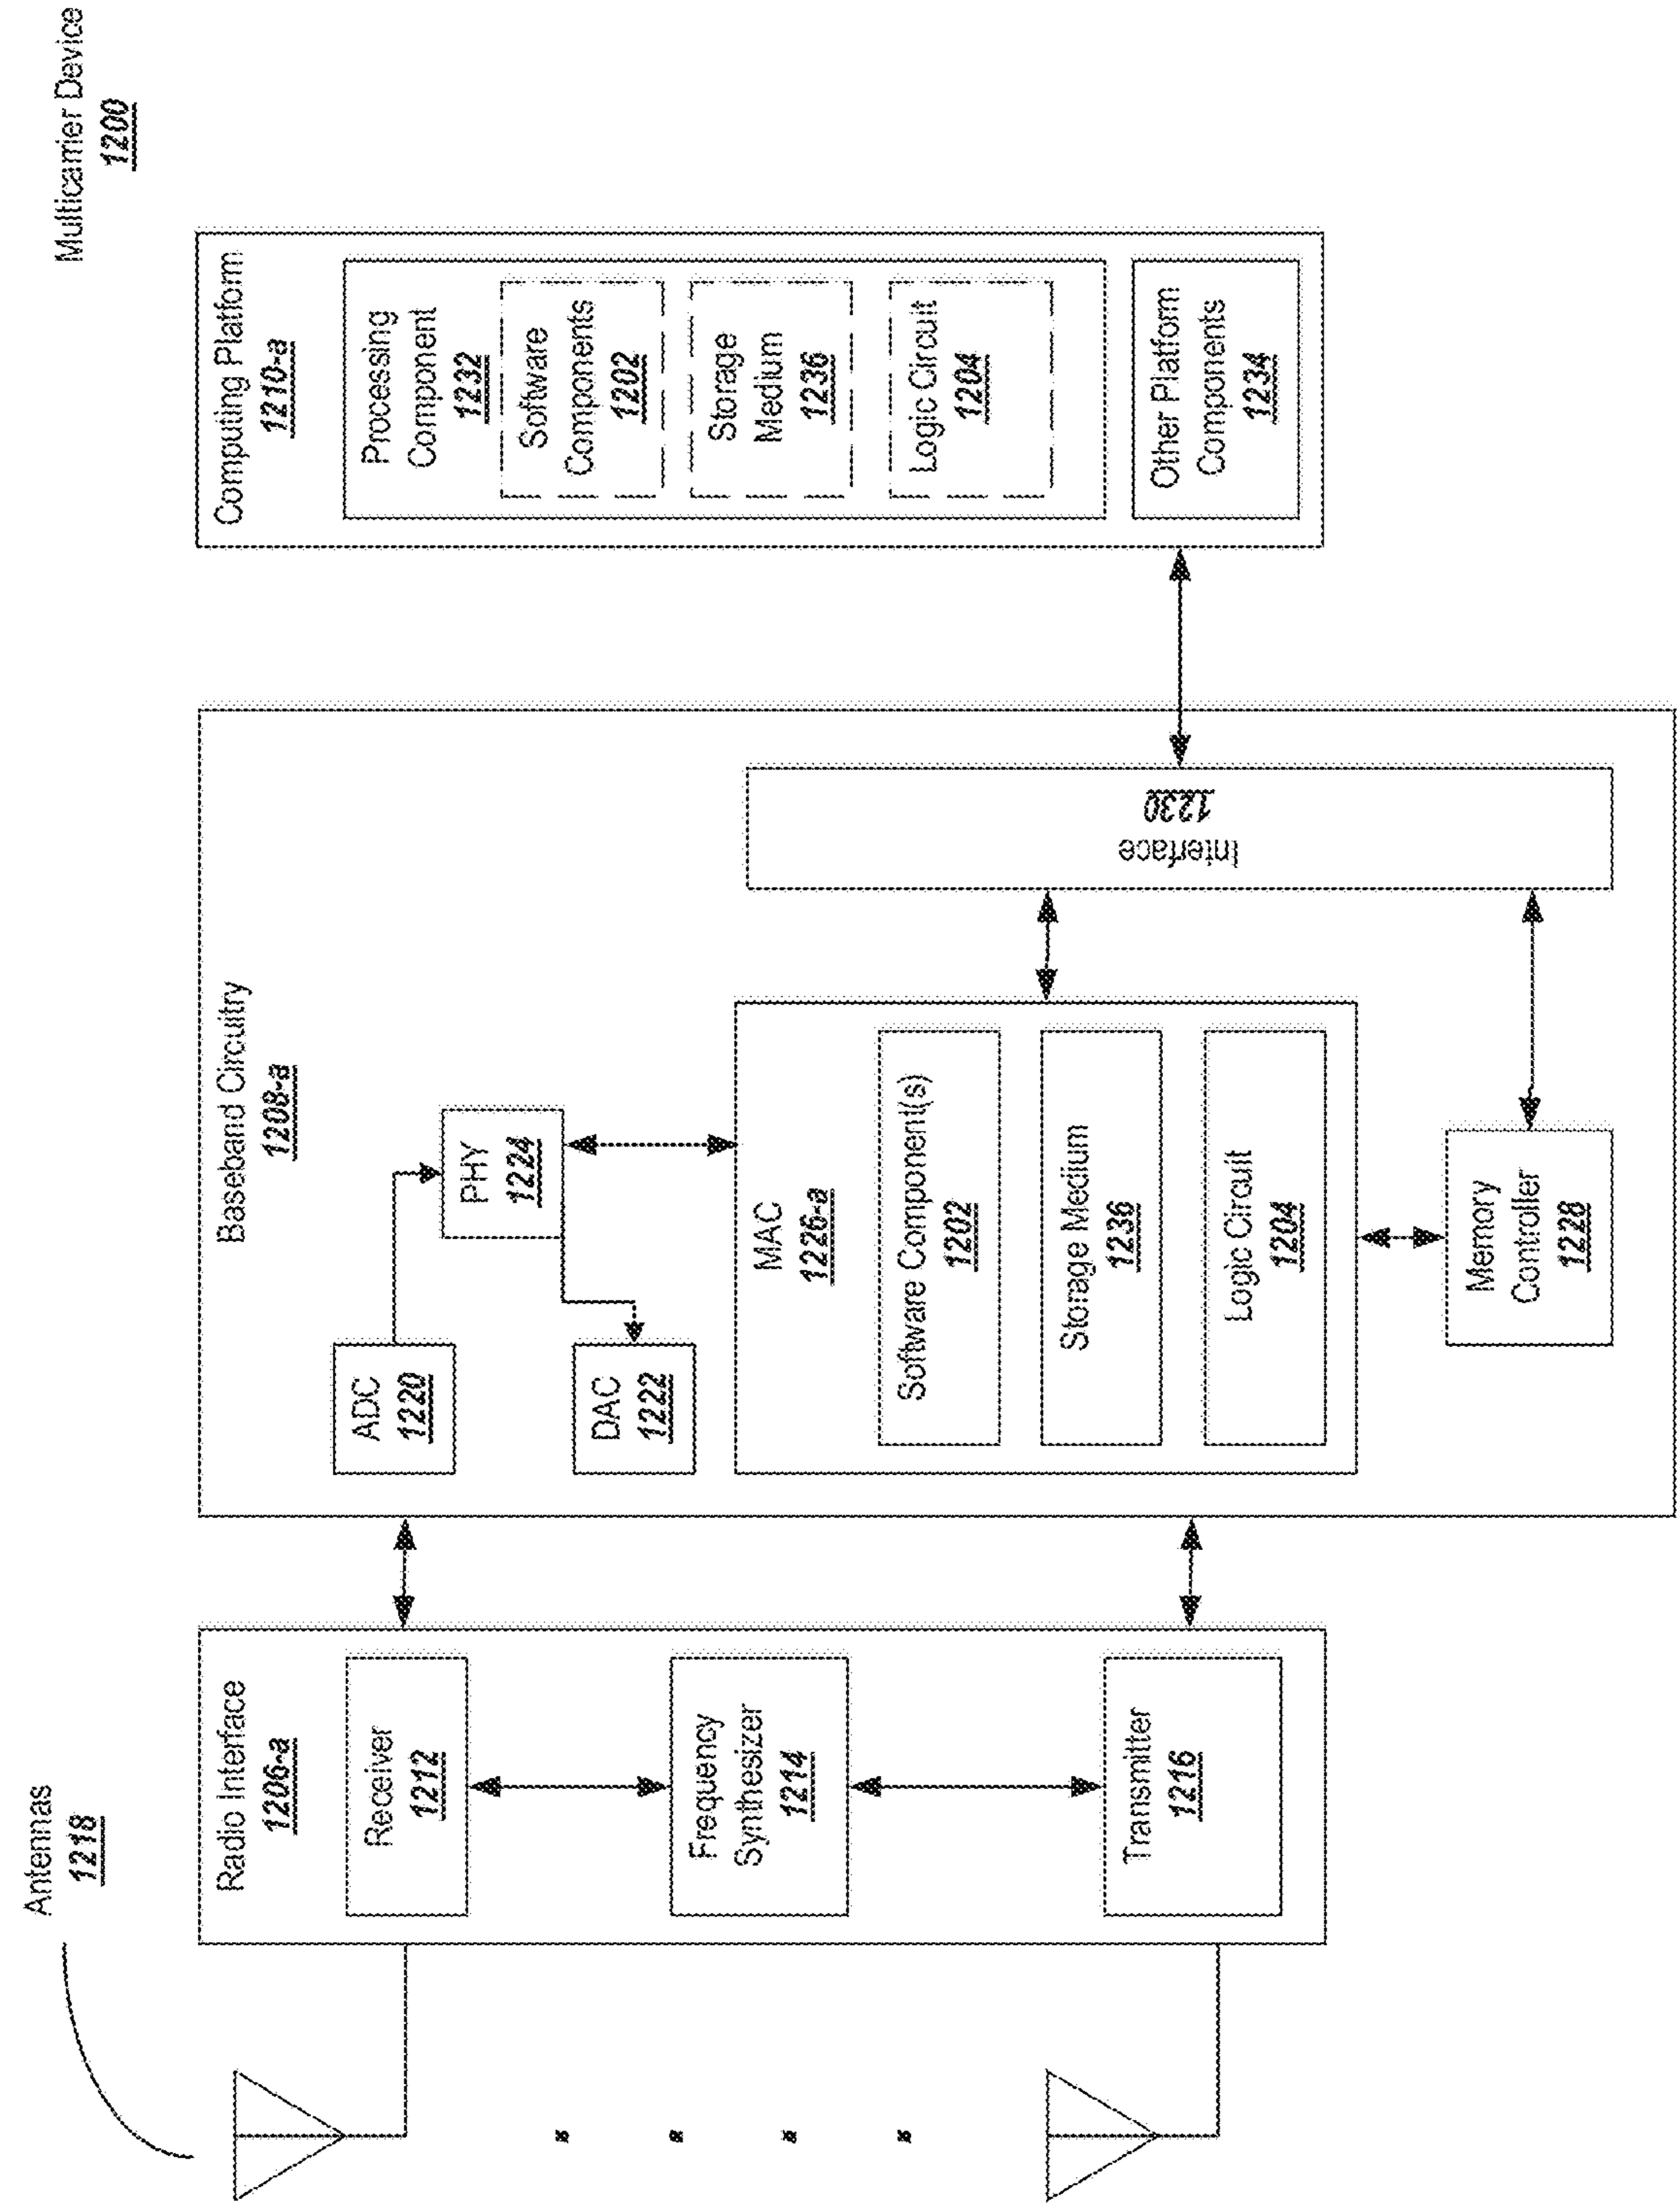 Multicarrier Device
1200
Antennas
1218
Radio Interface
1206-a
Receiver
1212
Frequency
Synthesizer
1214
Transmitter
1216
Baseband Circuitry
1208-a
ADC
1220
PHY
1224
DAC
1222
MAC
1226-a
Software Component(s)
1202
Storage Medium
1236
Logic Circuit
1204
Memory
Controller
1228
Interface
1230
Computing Platform
1210-a
Processing
Component
1232
Software
Components
1202
Storage
Medium
1236
Logic Circuit
1204
Other Platform
Components
1234